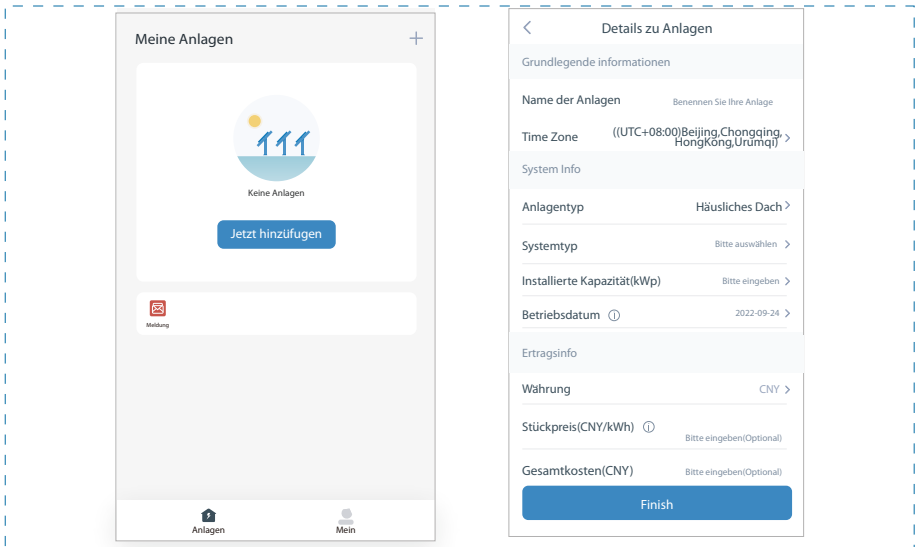 Meine Anlagen
Keine Anlagen
Jetzt hinzufügen
Meldung
Anlagen
Mein
Details zu Anlagen
Grundlegende informationen
Name der Anlagen Benennen Sie Ihre Anlage
Time Zone ((UTC+08:00)Beijing,Chongqing,
HongKong,Urumqi)
System Info
Anlagentyp Häusliches Dach
Systemtyp Bitte auswählen
Installierte Kapazität(kWp) Bitte eingeben
Betriebsdatum 2022-09-24
Ertragsinfo
Währung CNY
Stückpreis(CNY/kWh)
Bitte eingeben(Optional)
Gesamtkosten(CNY) Bitte eingeben(Optional)
Finish